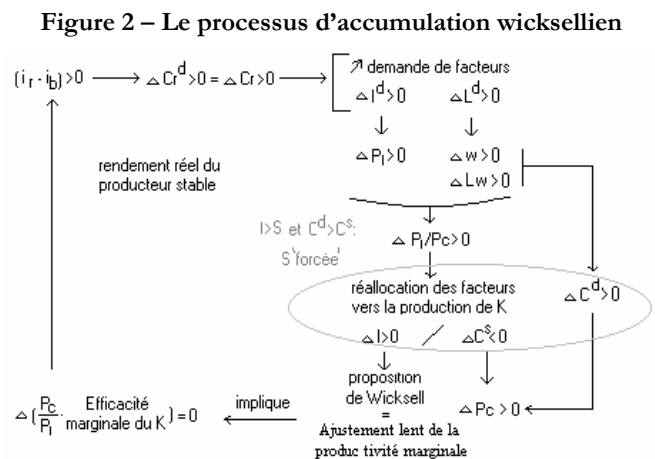 Figure 2 – Le processus d'accumulation wicksellien
(i_r - i_b)>0 → △Cr^d>0 = △Cr>0 → ↗ demande de facteurs
△I^d>0 △L^d>0
△P_I>0 △w>0
△Lw>0
rendement réel du
producteur stable
I>S et C^d>C^s:
S'forcée'
△ P_I/Pc>0
réallocation des facteurs
vers la production de K
△C^d>0
△I>0 / △C^s<0
proposition
de Wicksell
=
Ajustement lent de la
produc tivité marginale
△Pc >0
implique
△(P_C/P_I · Efficacité marginale du K)=0